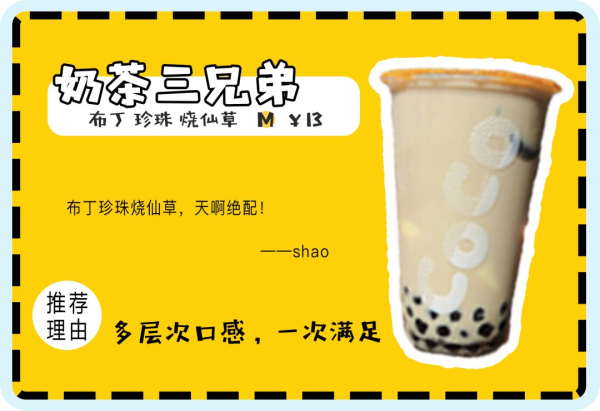 奶茶三兄弟
布丁 珍珠 烧仙草 M ¥13
布丁珍珠烧仙草，天啊绝配！
——shao
推荐
理由
多层次口感，一次满足
CoCo